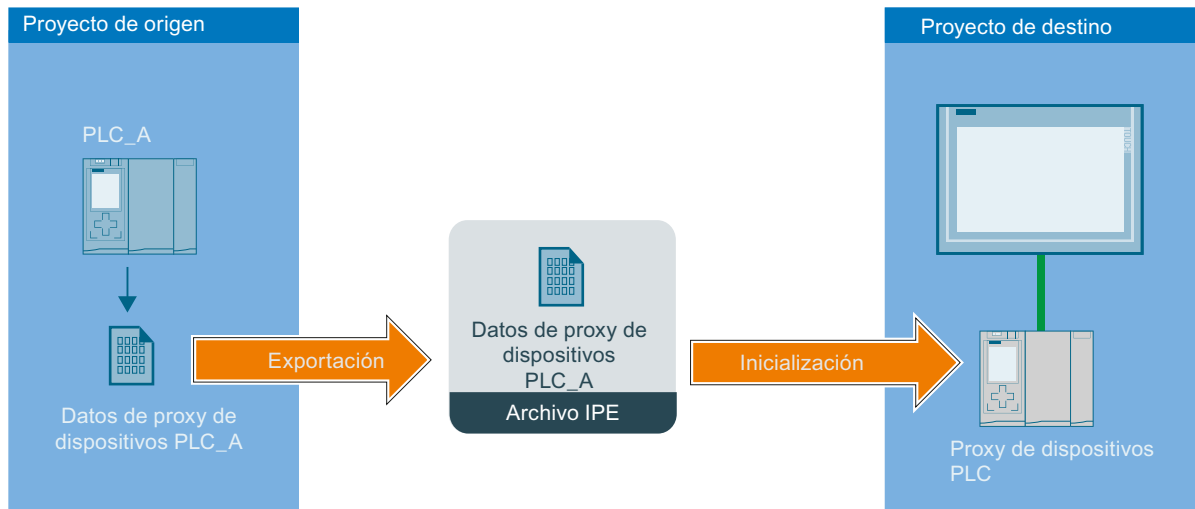 Proyecto de origen
PLC_A
Datos de proxy de
dispositivos PLC_A
Exportación
Datos de proxy de
dispositivos
PLC_A
Archivo IPE
Inicialización
Proyecto de destino
TOUCH
Proxy de dispositivos
PLC